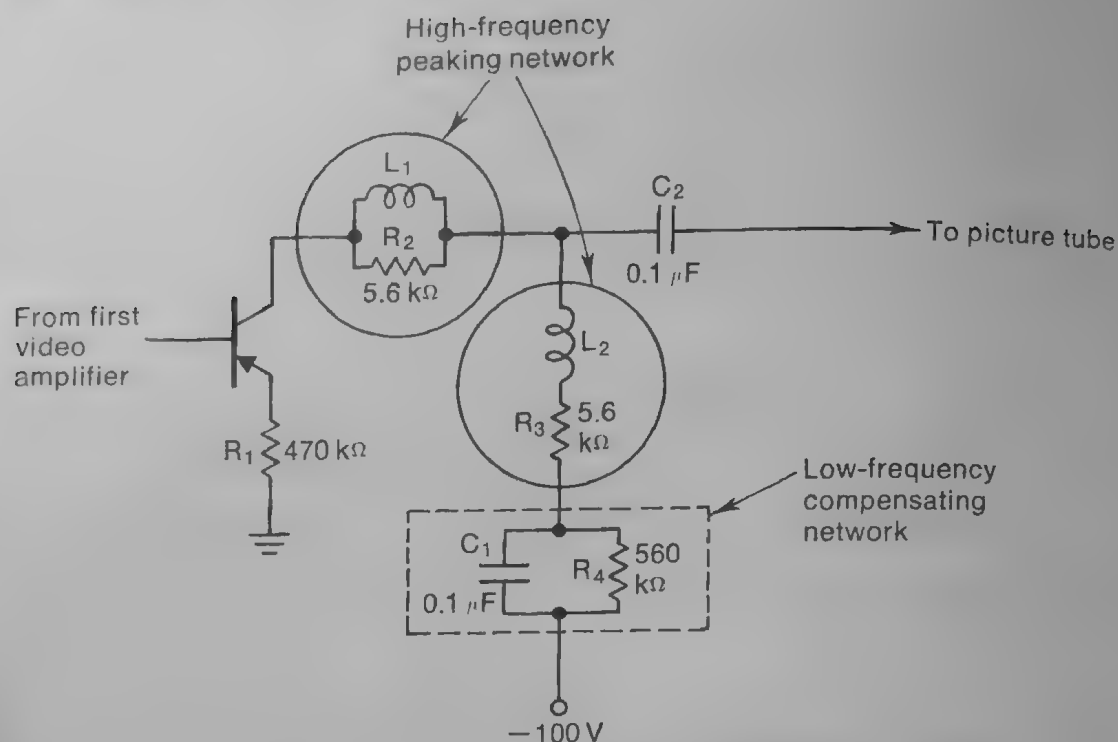 High-frequency
peaking network
L1
R2
5.6 kΩ
C2
0.1 μF
To picture tube
From first
video
amplifier
R1 470 kΩ
L2
R3 5.6
kΩ
Low-frequency
compensating
network
C1
0.1 μF
R4 560
kΩ
−100 V